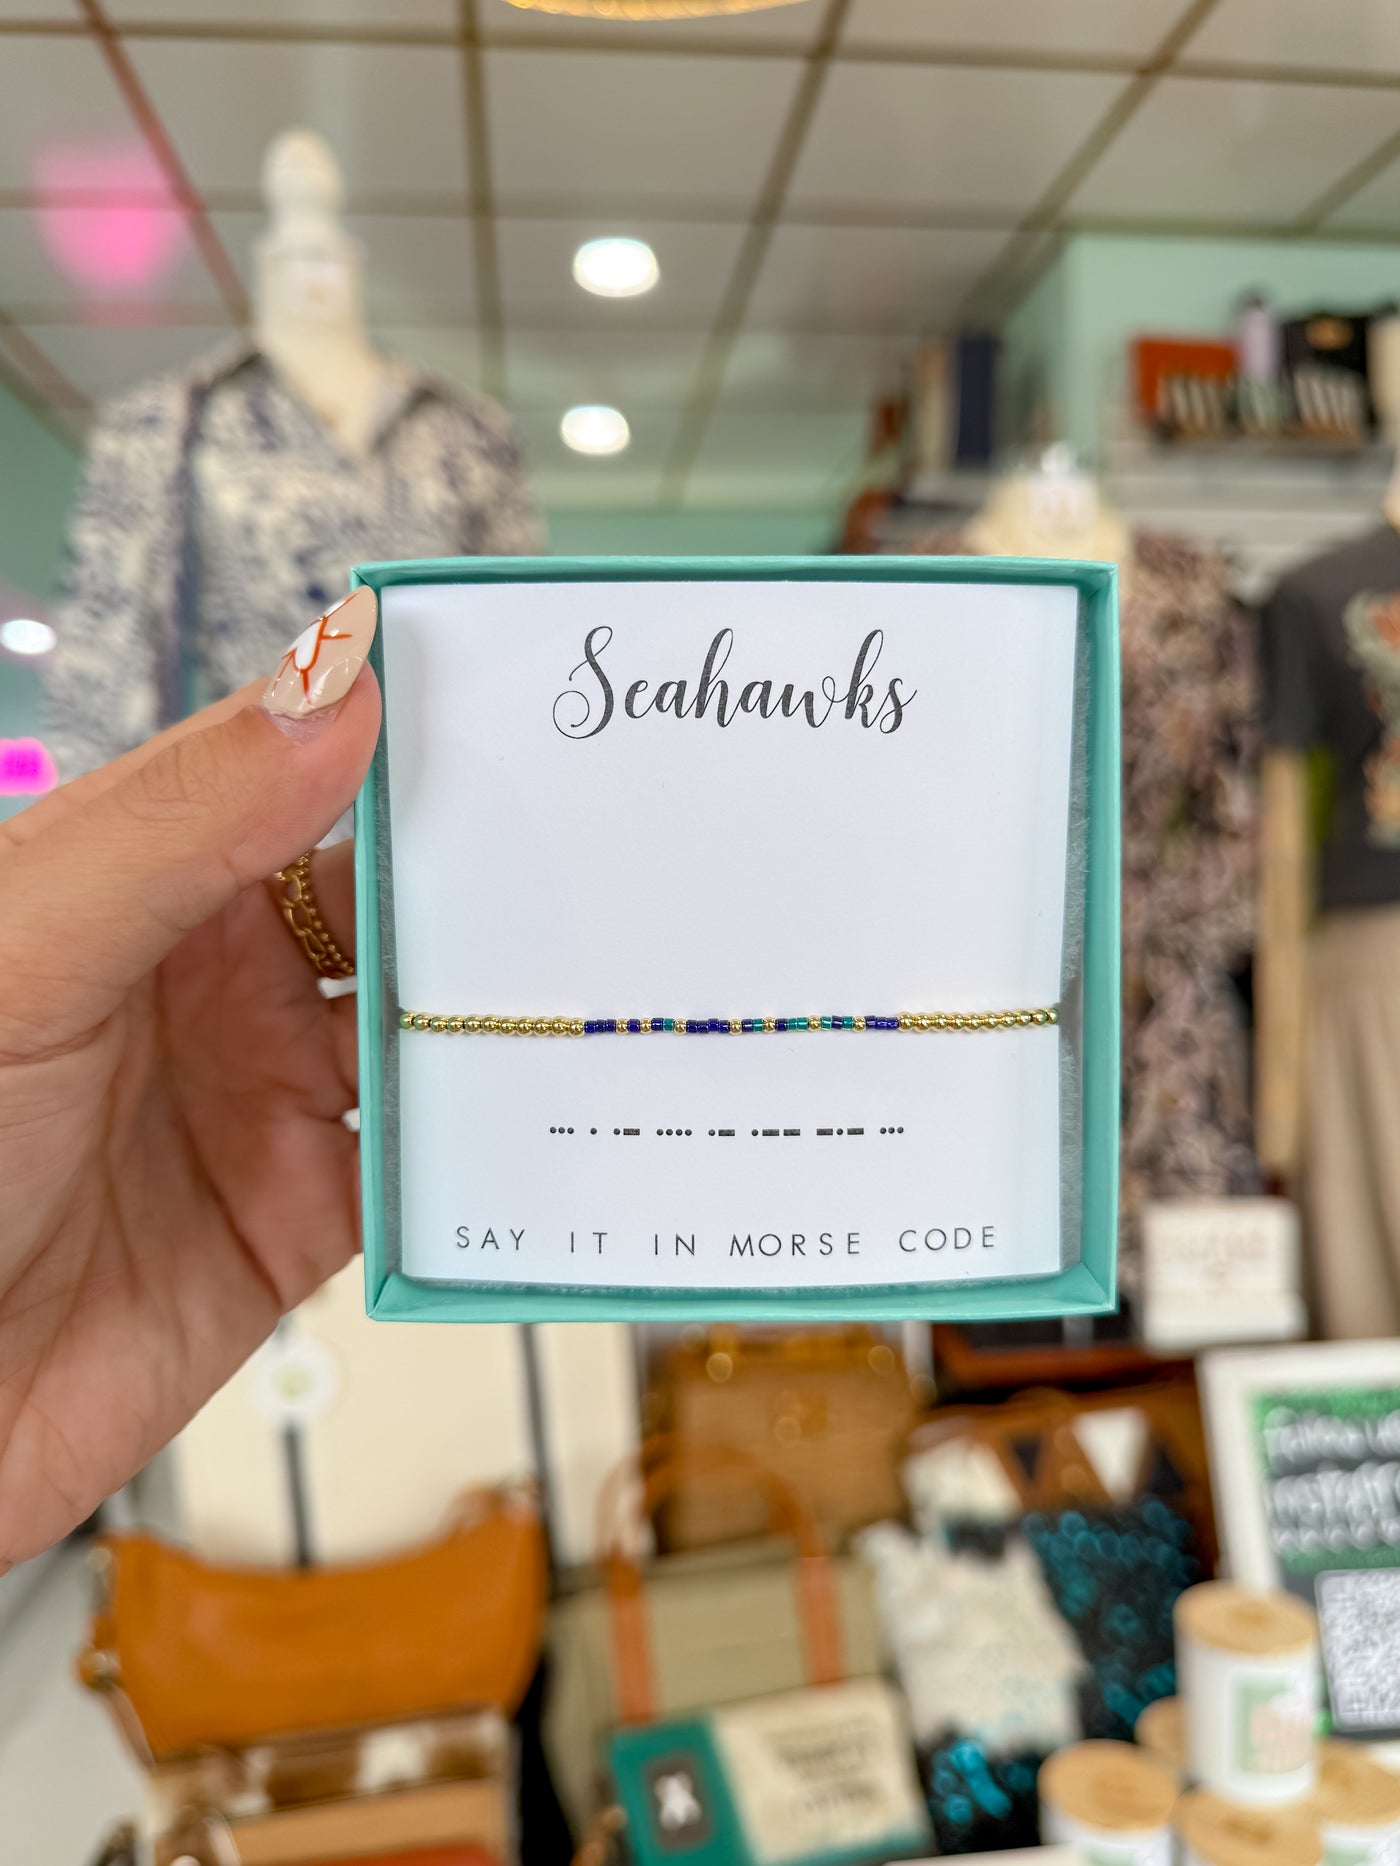 Seahawks
••• • •— •••• •— •—— —•— •••
SAY IT IN MORSE CODE